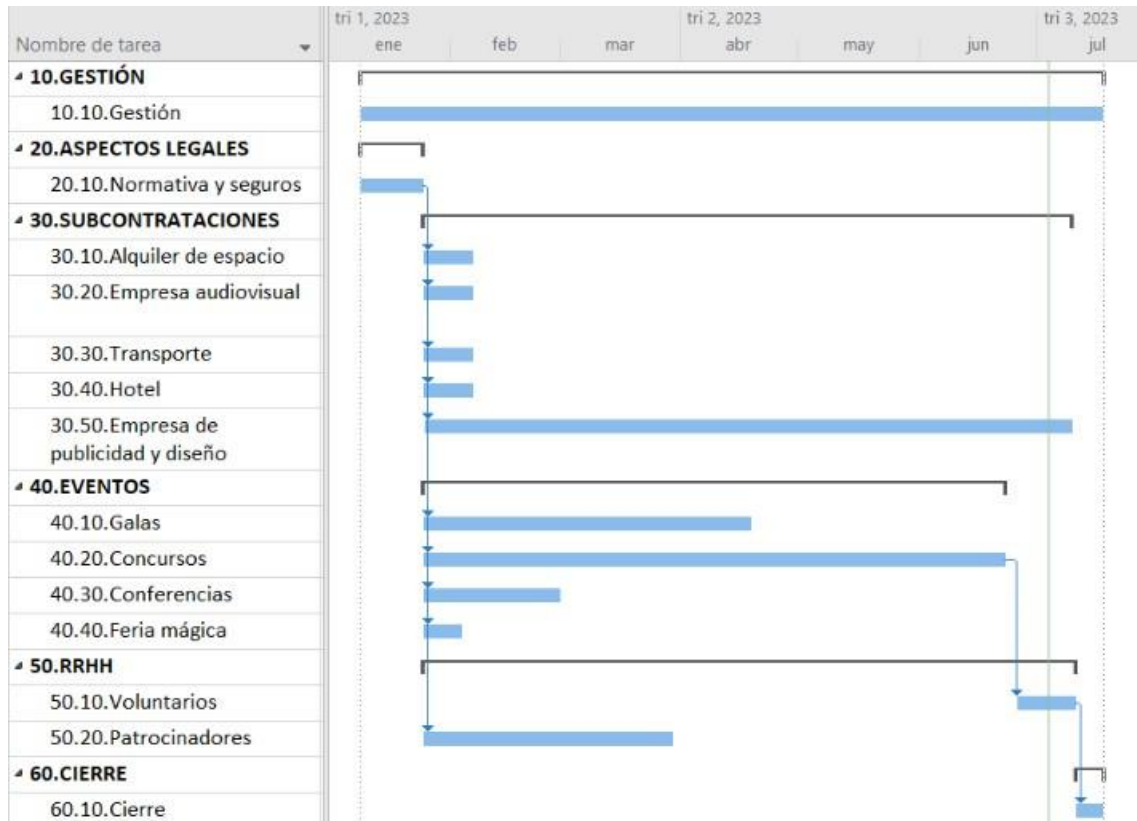 tri 1, 2023 tri 2, 2023 tri 3, 2023
Nombre de tarea ene feb mar abr may jun jul
10.GESTIÓN
10.10.Gestión
20.ASPECTOS LEGALES
20.10.Normativa y seguros
30.SUBCONTRATACIONES
30.10.Alquiler de espacio
30.20.Empresa audiovisual
30.30.Transporte
30.40.Hotel
30.50.Empresa de
publicidad y diseño
40.EVENTOS
40.10.Galas
40.20.Concursos
40.30.Conferencias
40.40.Feria mágica
50.RRHH
50.10.Voluntarios
50.20.Patrocinadores
60.CIERRE
60.10.Cierre